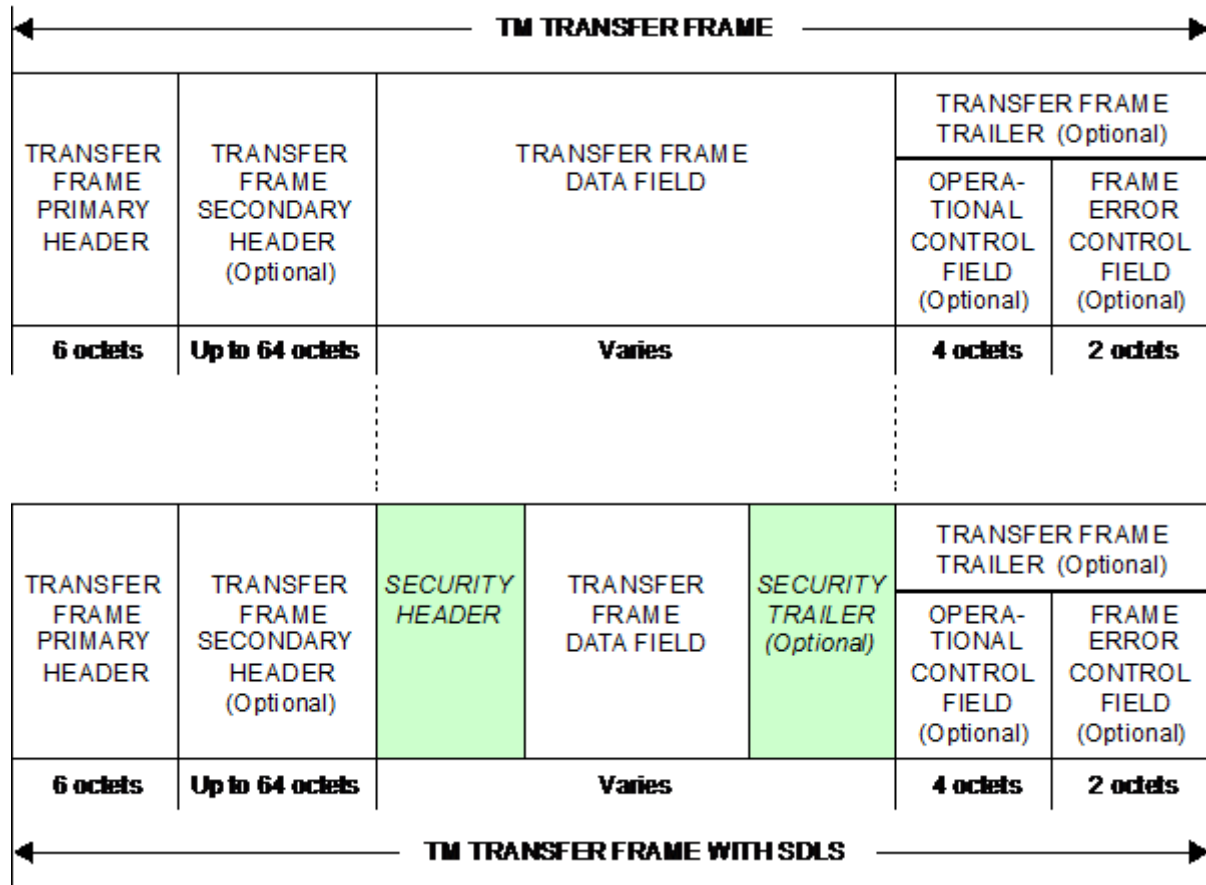 TM TRANSFER FRAME
TRANSFER
FRAME
PRIMARY
HEADER
TRANSFER
FRAME
SECONDARY
HEADER
(Optional)
TRANSFER FRAME
DATA FIELD
TRANSFER FRAME
TRAILER (Optional)
OPERA-
TIONAL
CONTROL
FIELD
(Optional)
FRAME
ERROR
CONTROL
FIELD
(Optional)
6 octets
Up to 64 octets
Varies
4 octets
2 octets
TRANSFER
FRAME
PRIMARY
HEADER
TRANSFER
FRAME
SECONDARY
HEADER
(Optional)
SECURITY
HEADER
TRANSFER
FRAME
DATA FIELD
SECURITY
TRAILER
(Optional)
TRANSFER FRAME
TRAILER (Optional)
OPERA-
TIONAL
CONTROL
FIELD
(Optional)
FRAME
ERROR
CONTROL
FIELD
(Optional)
6 octets
Up to 64 octets
Varies
4 octets
2 octets
TM TRANSFER FRAME WITH SDLS